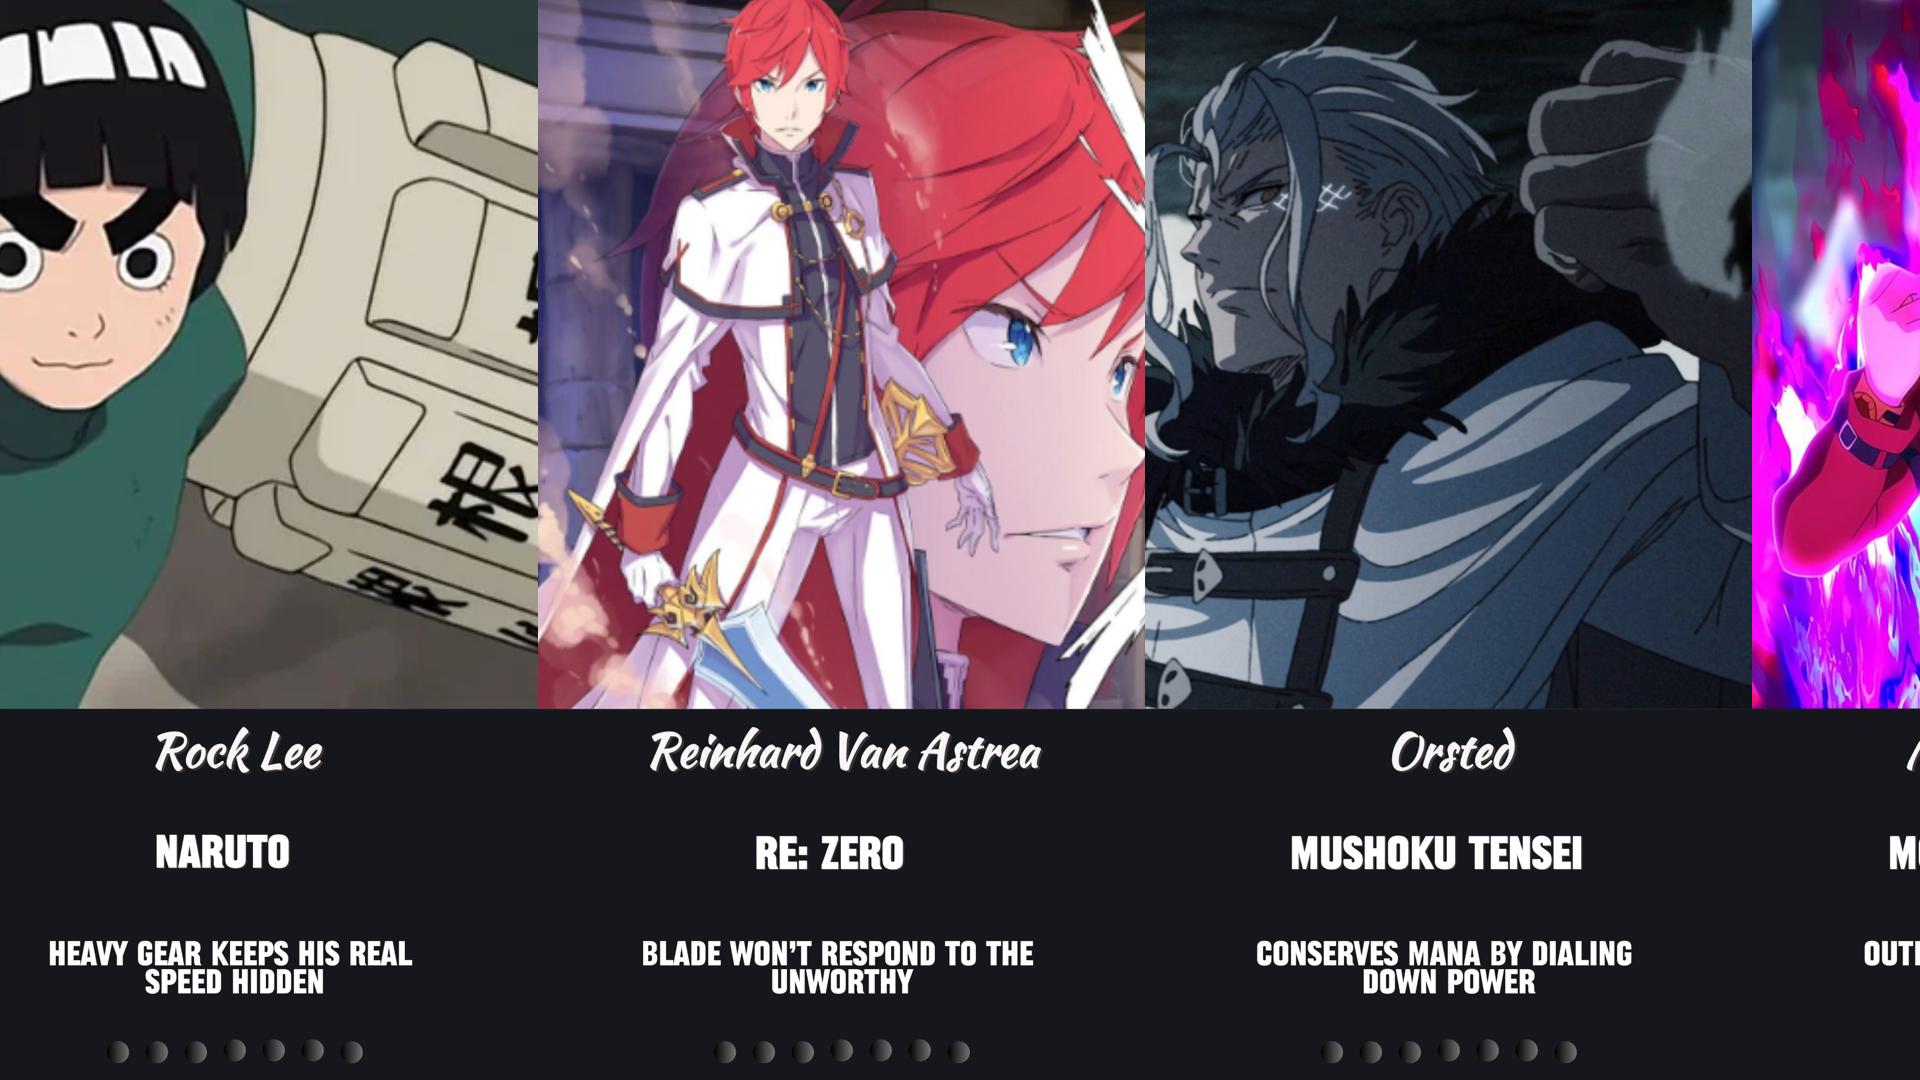 根
Rock Lee
NARUTO
HEAVY GEAR KEEPS HIS REAL
SPEED HIDDEN
Reinhard Van Astrea
RE: ZERO
BLADE WON'T RESPOND TO THE
UNWORTHY
Orsted
MUSHOKU TENSEI
CONSERVES MANA BY DIALING
DOWN POWER